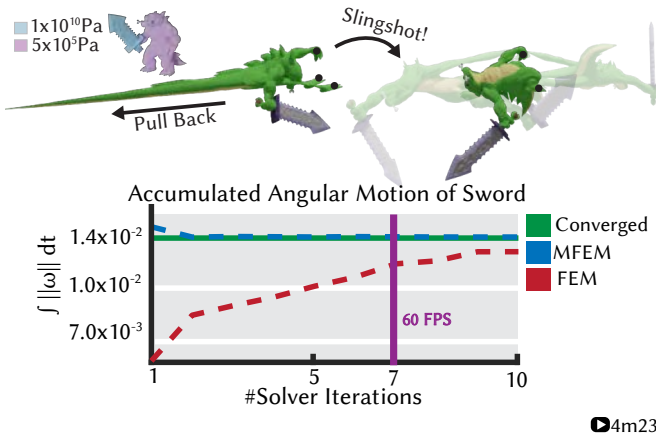 1x10¹⁰Pa
5x10⁵Pa
Slingshot!
Pull Back
Accumulated Angular Motion of Sword
∫ ||ω|| dt
1.4x10⁻²
1.0x10⁻²
7.0x10⁻³
Converged
MFEM
FEM
60 FPS
1 5 7 10
#Solver Iterations
4m23